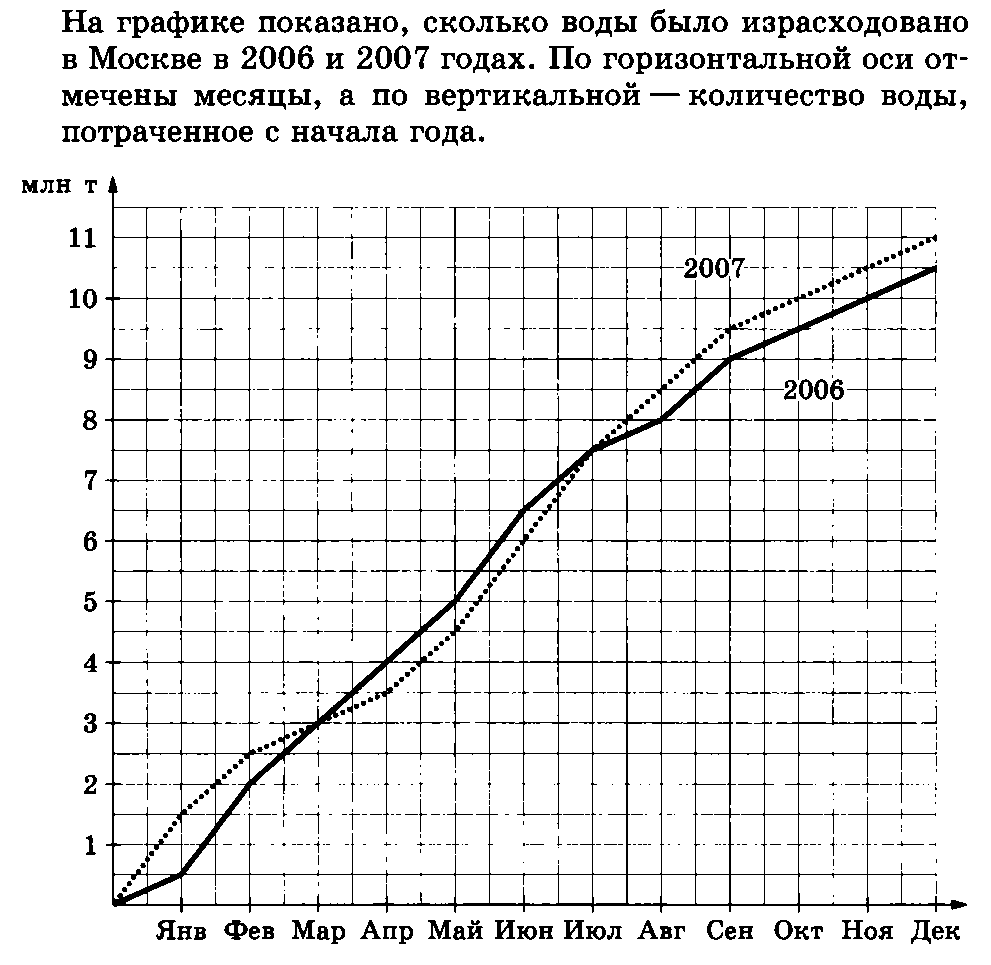 На графике показано, сколько воды было израсходовано
в Москве в 2006 и 2007 годах. По горизонтальной оси от-
мечены месяцы, а по вертикальной — количество воды,
потраченное с начала года.
млн т
11
2007
10
9
2006
8
7
6
5
4
3
2
1
Янв Фев Мар Апр Май Июн Июл Авг Сен Окт Ноя Дек